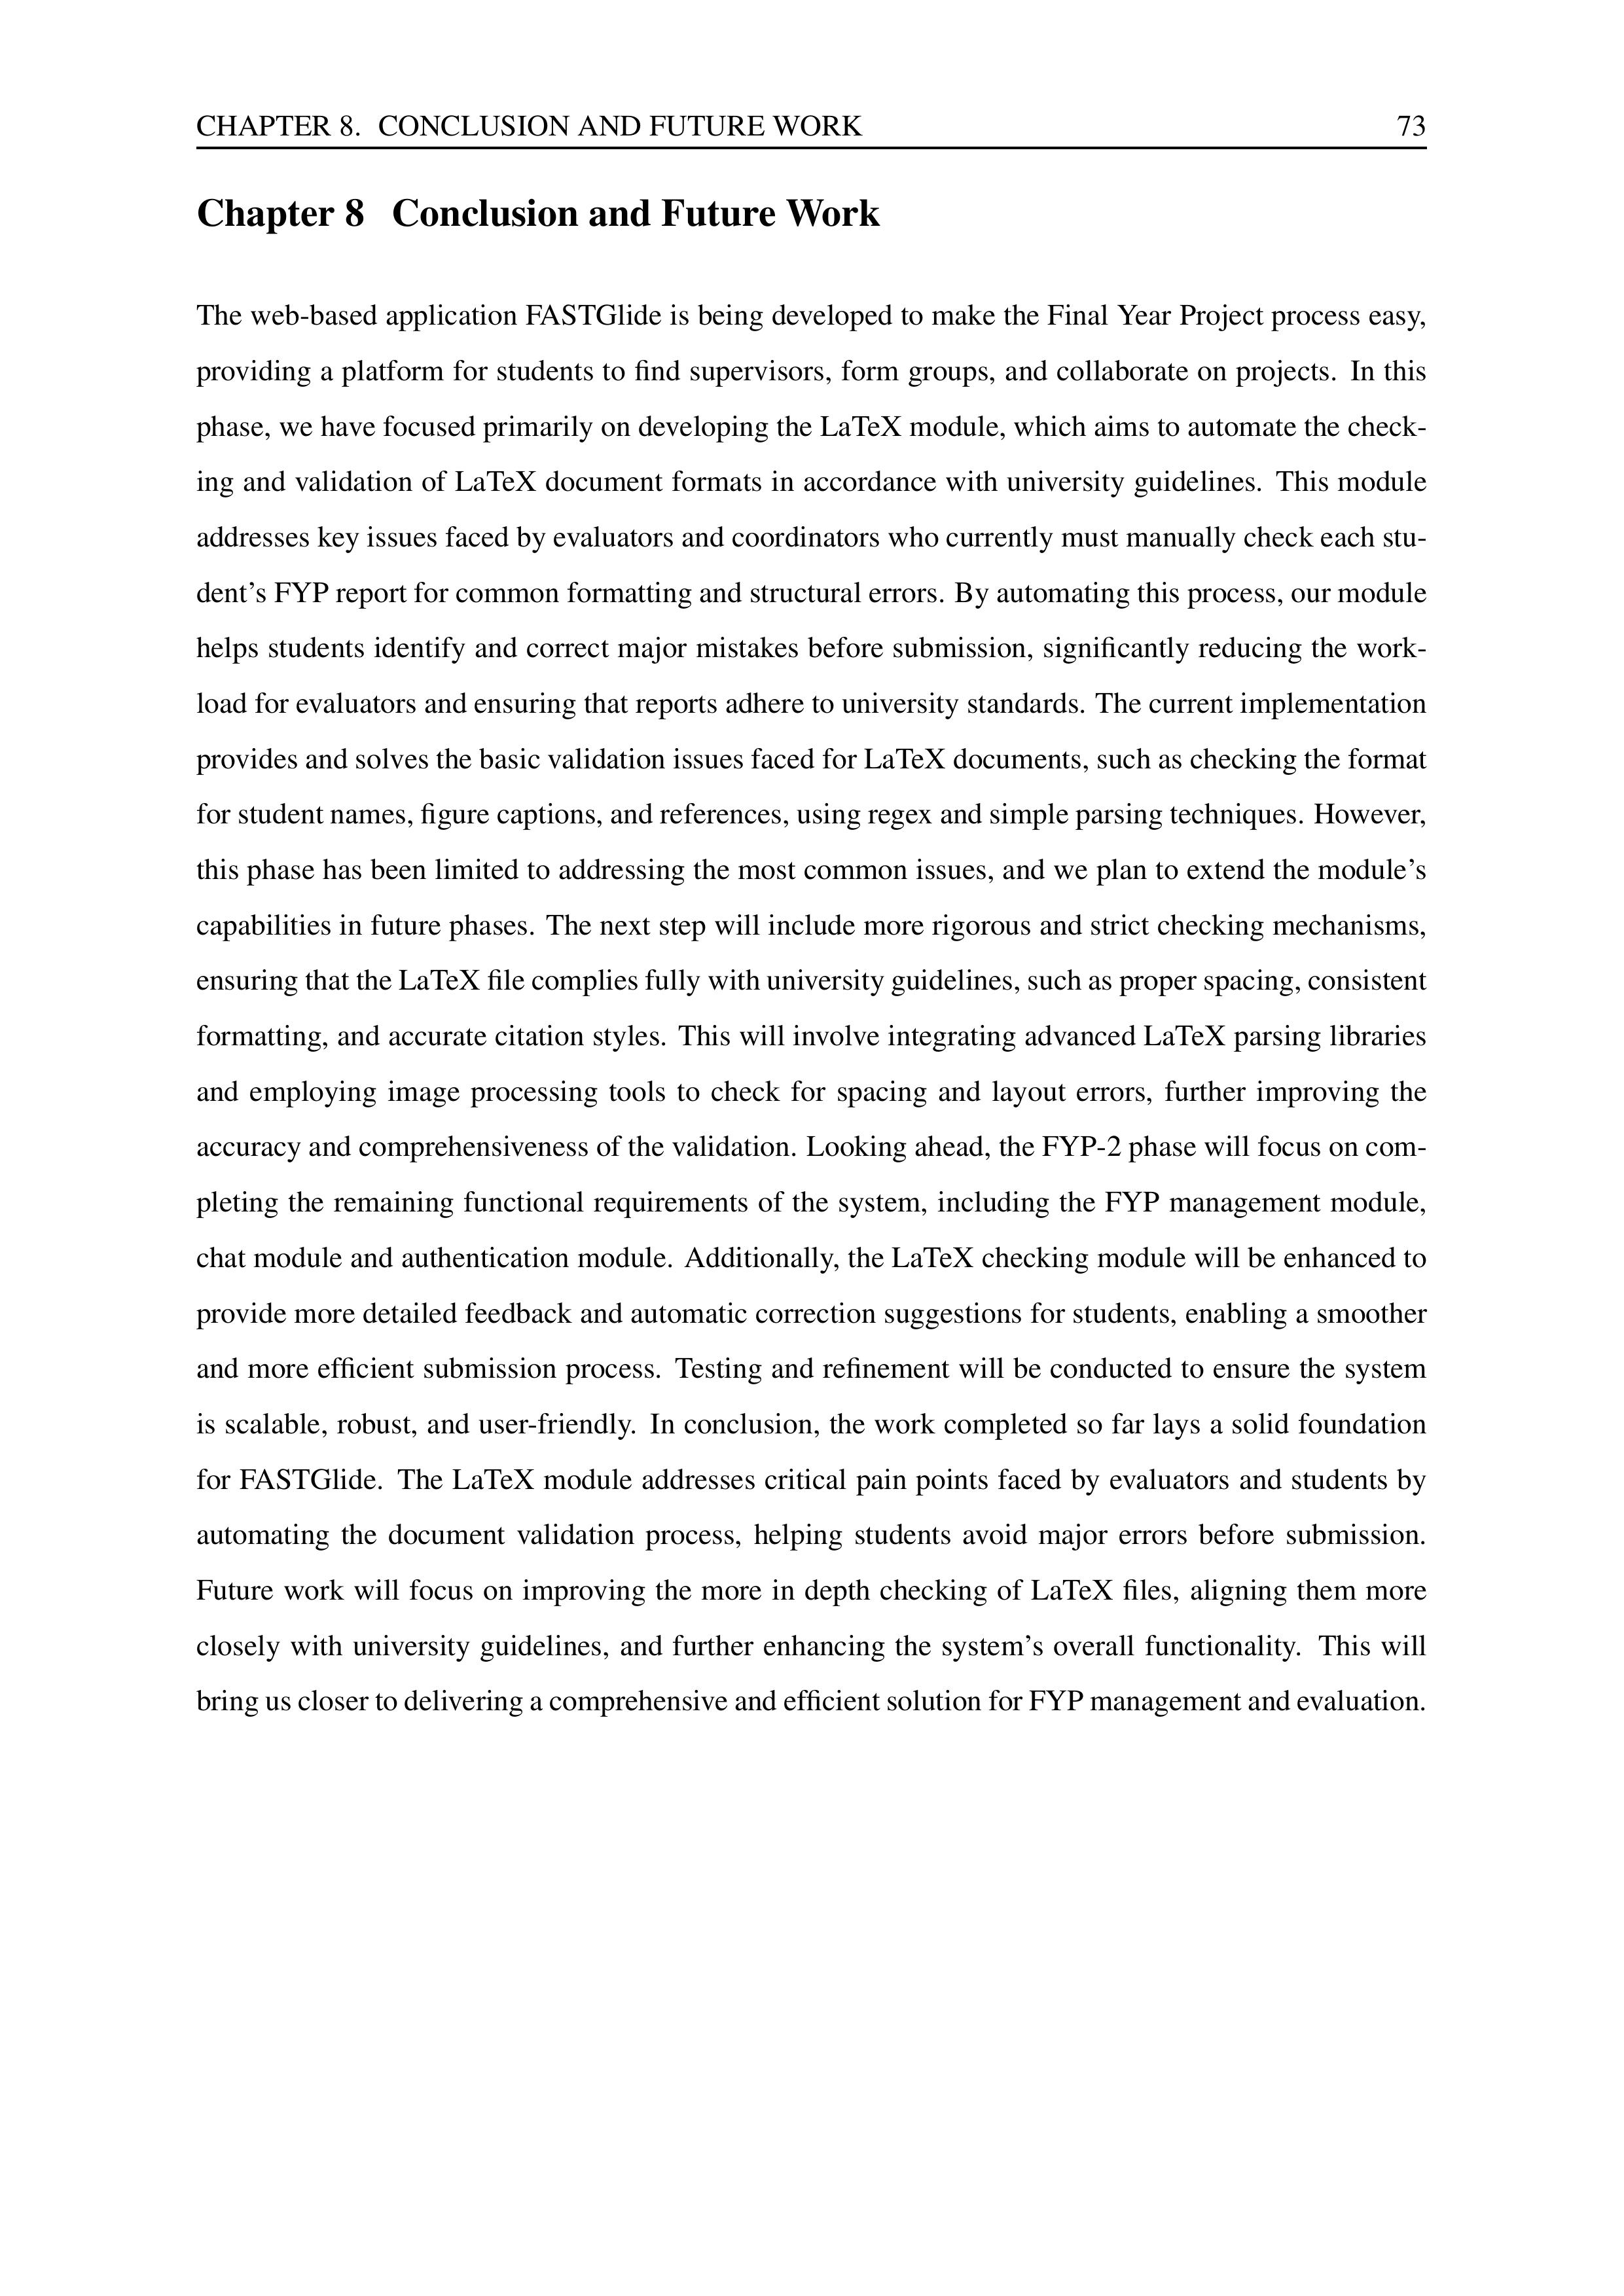 CHAPTER 8. CONCLUSION AND FUTURE WORK 73
Chapter 8 Conclusion and Future Work
The web-based application FASTGlide is being developed to make the Final Year Project process easy,
providing a platform for students to find supervisors, form groups, and collaborate on projects. In this
phase, we have focused primarily on developing the LaTeX module, which aims to automate the check-
ing and validation of LaTeX document formats in accordance with university guidelines. This module
addresses key issues faced by evaluators and coordinators who currently must manually check each stu-
dent’s FYP report for common formatting and structural errors. By automating this process, our module
helps students identify and correct major mistakes before submission, significantly reducing the work-
load for evaluators and ensuring that reports adhere to university standards. The current implementation
provides and solves the basic validation issues faced for LaTeX documents, such as checking the format
for student names, figure captions, and references, using regex and simple parsing techniques. However,
this phase has been limited to addressing the most common issues, and we plan to extend the module’s
capabilities in future phases. The next step will include more rigorous and strict checking mechanisms,
ensuring that the LaTeX file complies fully with university guidelines, such as proper spacing, consistent
formatting, and accurate citation styles. This will involve integrating advanced LaTeX parsing libraries
and employing image processing tools to check for spacing and layout errors, further improving the
accuracy and comprehensiveness of the validation. Looking ahead, the FYP-2 phase will focus on com-
pleting the remaining functional requirements of the system, including the FYP management module,
chat module and authentication module. Additionally, the LaTeX checking module will be enhanced to
provide more detailed feedback and automatic correction suggestions for students, enabling a smoother
and more efficient submission process. Testing and refinement will be conducted to ensure the system
is scalable, robust, and user-friendly. In conclusion, the work completed so far lays a solid foundation
for FASTGlide. The LaTeX module addresses critical pain points faced by evaluators and students by
automating the document validation process, helping students avoid major errors before submission.
Future work will focus on improving the more in depth checking of LaTeX files, aligning them more
closely with university guidelines, and further enhancing the system’s overall functionality. This will
bring us closer to delivering a comprehensive and efficient solution for FYP management and evaluation.